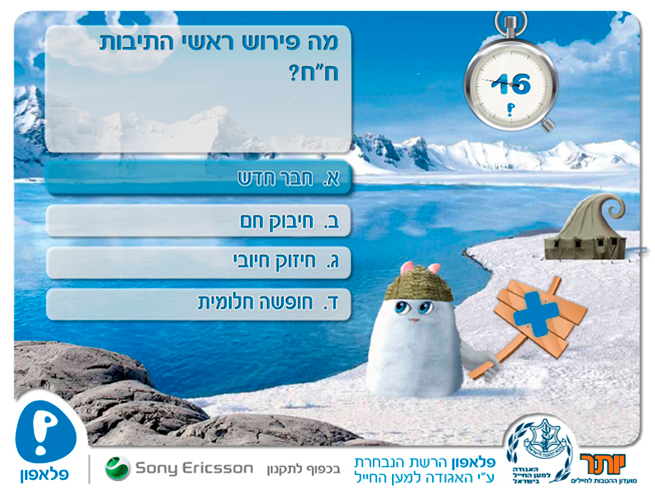 מה פירוש ראשי התיבות
ח"ח?
16
א. חבר חדש
ב. חיבוק חם
ג. חיזוק חיובי
ד. חופשה חלומית
פלאפון
Sony Ericsson
בכפוף לתקנון
פלאפון הרשת הנבחרת
ע"י האגודה למען החייל
האגודה
למען החייל
בישראל
יותר
מועדון ההטבות לחיילים